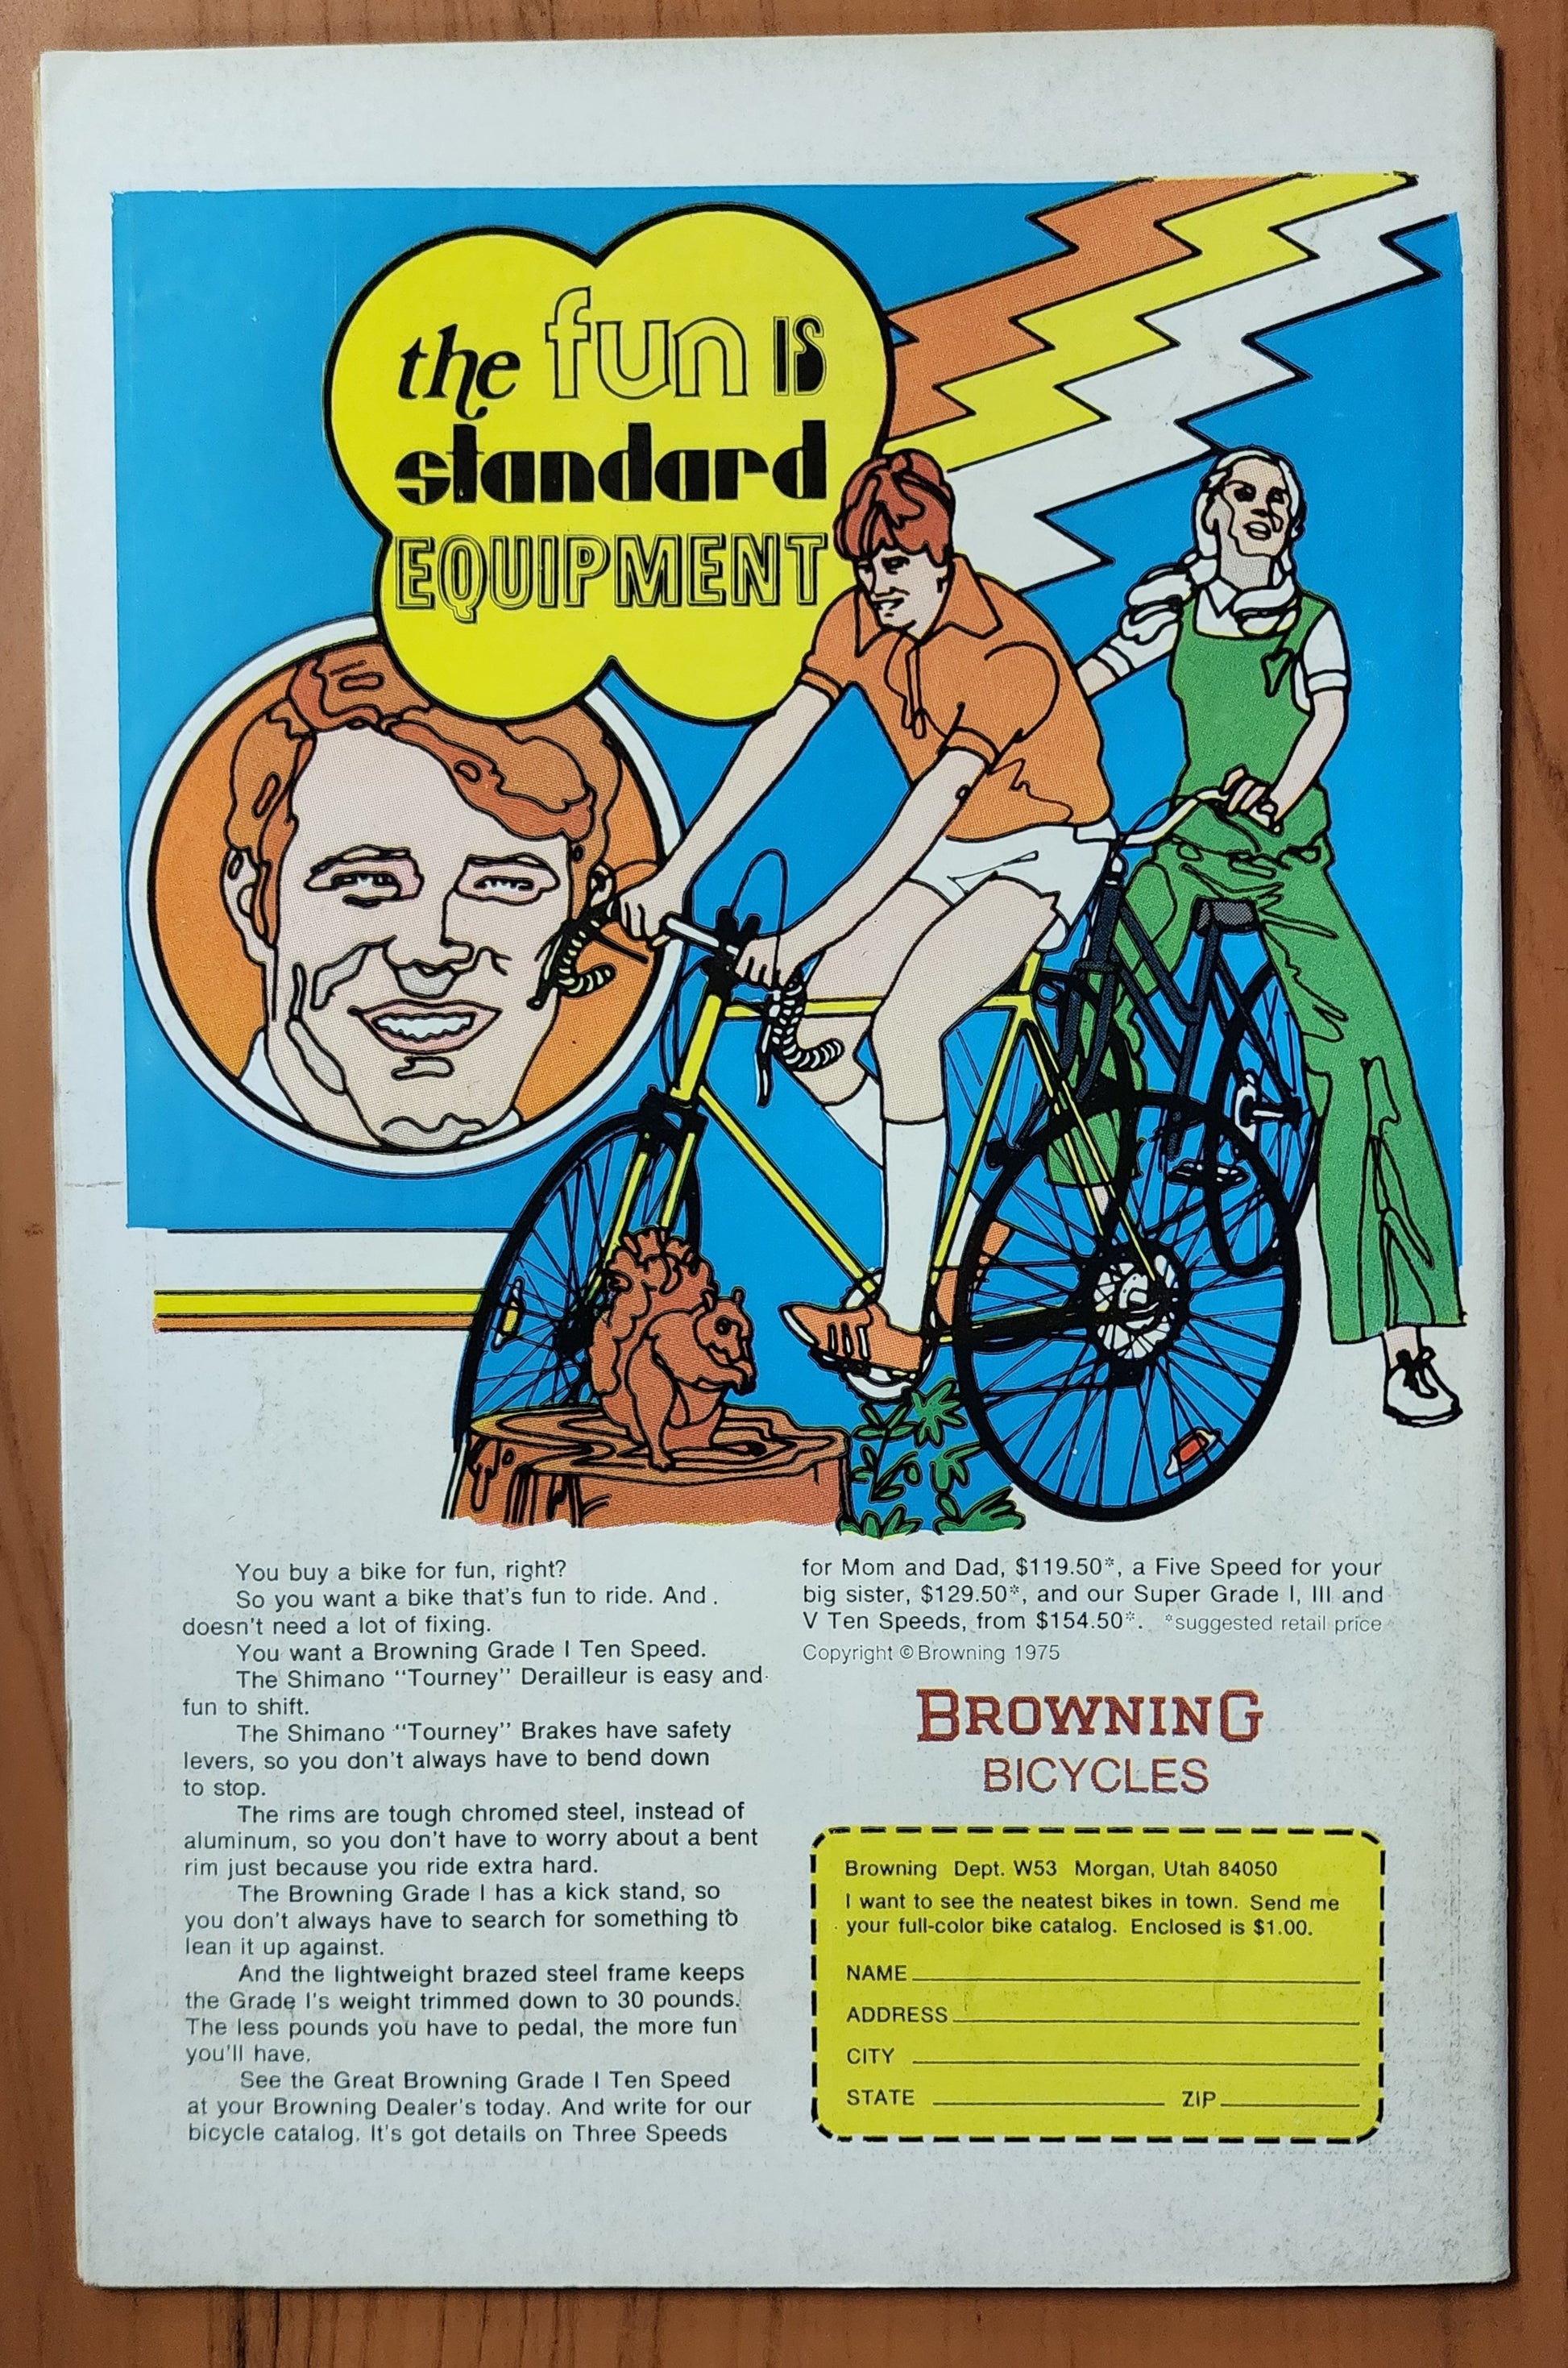 the fun IS
standard
EQUIPMENT
You buy a bike for fun, right?
So you want a bike that's fun to ride. And
doesn't need a lot of fixing.
You want a Browning Grade I Ten Speed.
The Shimano "Tourney" Derailleur is easy and
fun to shift.
The Shimano "Tourney" Brakes have safety
levers, so you don't always have to bend down
to stop.
The rims are tough chromed steel, instead of
aluminum, so you don't have to worry about a bent
rim just because you ride extra hard.
The Browning Grade I has a kick stand, so
you don't always have to search for something to
lean it up against.
And the lightweight brazed steel frame keeps
the Grade I's weight trimmed down to 30 pounds.
The less pounds you have to pedal, the more fun
you'll have.
See the Great Browning Grade I Ten Speed
at your Browning Dealer's today. And write for our
bicycle catalog. It's got details on Three Speeds
for Mom and Dad, $119.50*, a Five Speed for your
big sister, $129.50*, and our Super Grade I, III and
V Ten Speeds, from $154.50*. *suggested retail price
Copyright © Browning 1975
BROWNING
BICYCLES
Browning Dept. W53 Morgan, Utah 84050
I want to see the neatest bikes in town. Send me
your full-color bike catalog. Enclosed is $1.00.
NAME
ADDRESS
CITY
STATE ZIP